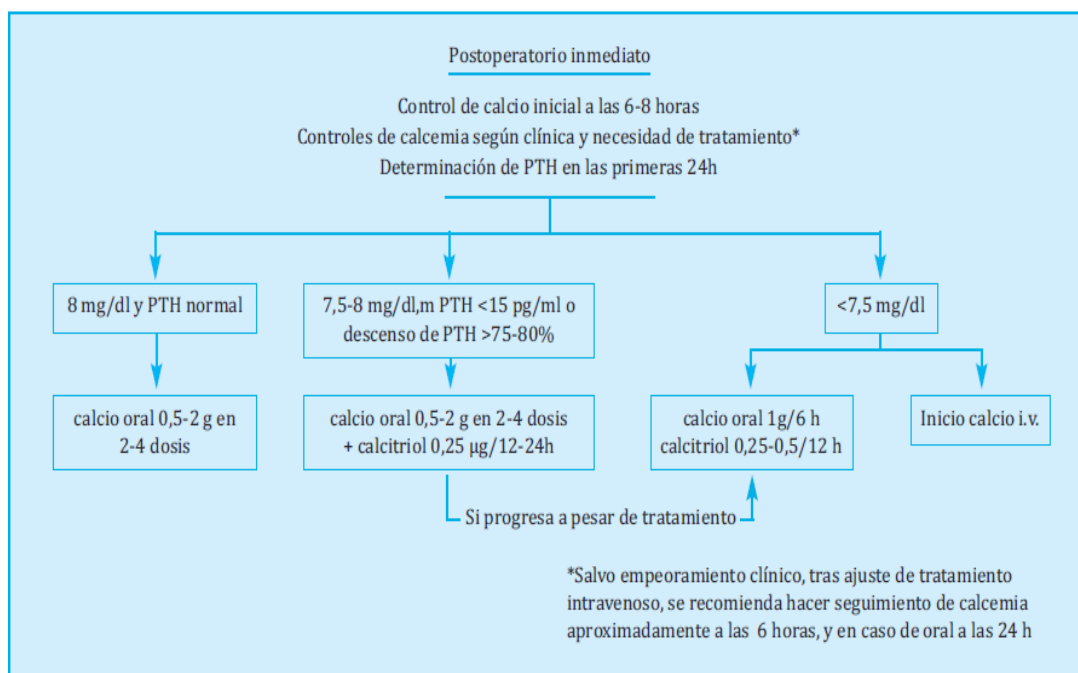 Postoperatorio inmediato
Control de calcio inicial a las 6-8 horas
Controles de calcemia según clínica y necesidad de tratamiento*
Determinación de PTH en las primeras 24h
8 mg/dl y PTH normal
7,5-8 mg/dl,m PTH <15 pg/ml o
descenso de PTH >75-80%
<7,5 mg/dl
calcio oral 0,5-2 g en
2-4 dosis
calcio oral 0,5-2 g en 2-4 dosis
+ calcitriol 0,25 µg/12-24h
calcio oral 1g/6 h
calcitriol 0,25-0,5/12 h
Inicio calcio i.v.
Si progresa a pesar de tratamiento
*Salvo empeoramiento clínico, tras ajuste de tratamiento
intravenoso, se recomienda hacer seguimiento de calcemia
aproximadamente a las 6 horas, y en caso de oral a las 24 h